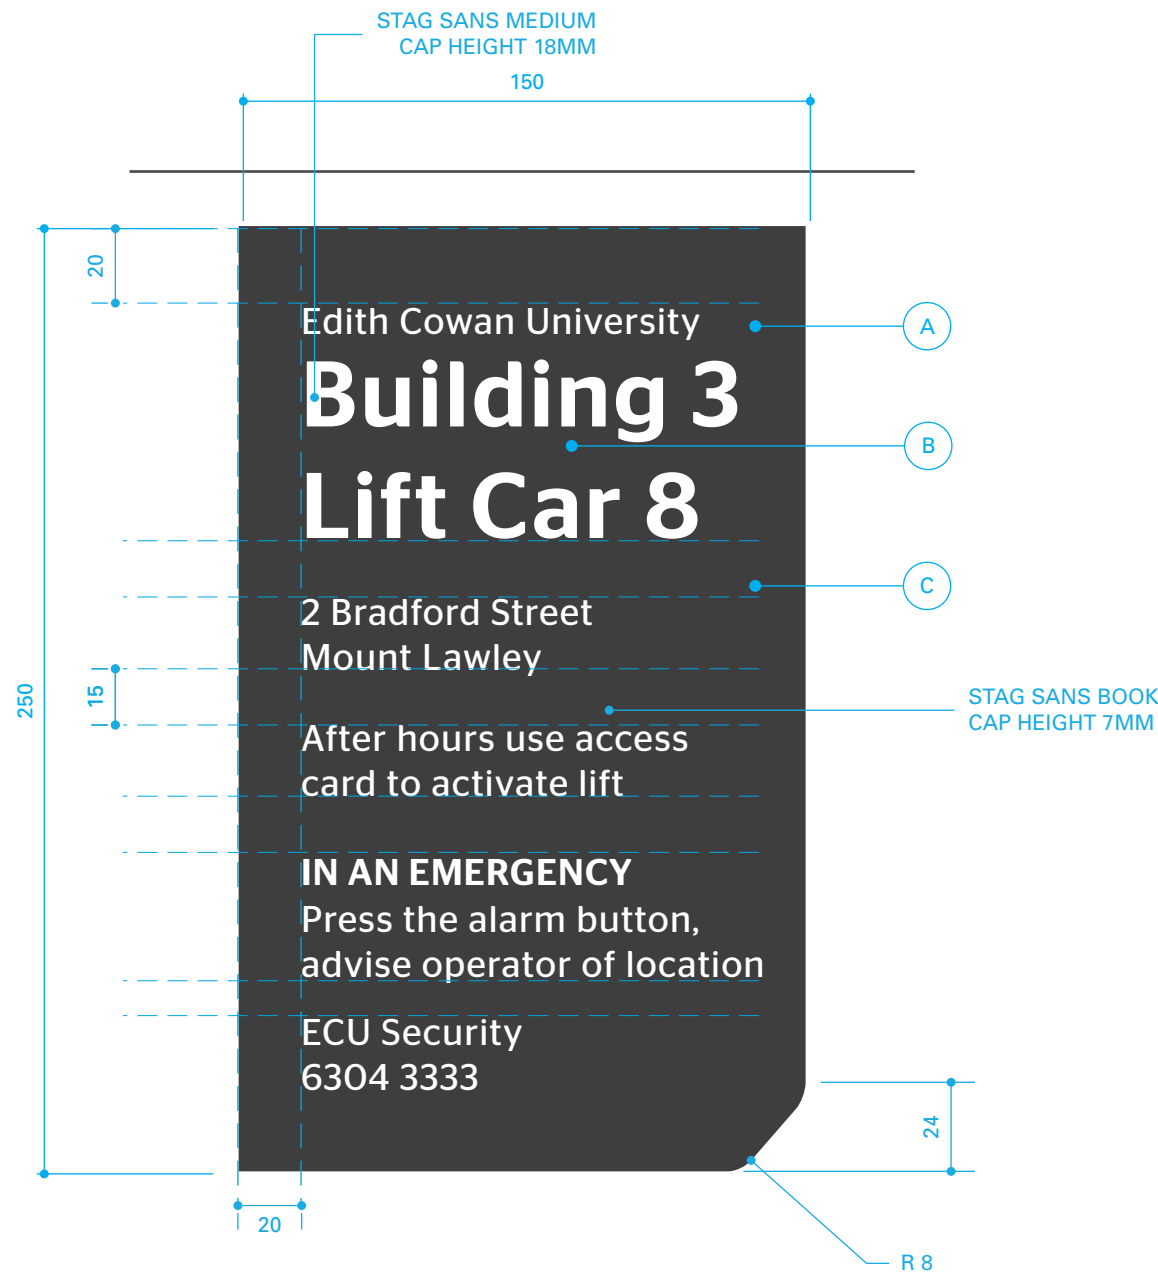 STAG SANS MEDIUM
CAP HEIGHT 18MM
150
20
Edith Cowan University
A
Building 3
B
Lift Car 8
C
2 Bradford Street
Mount Lawley
250
15
STAG SANS BOOK
CAP HEIGHT 7MM
After hours use access
card to activate lift
IN AN EMERGENCY
Press the alarm button,
advise operator of location
ECU Security
6304 3333
24
20
R 8